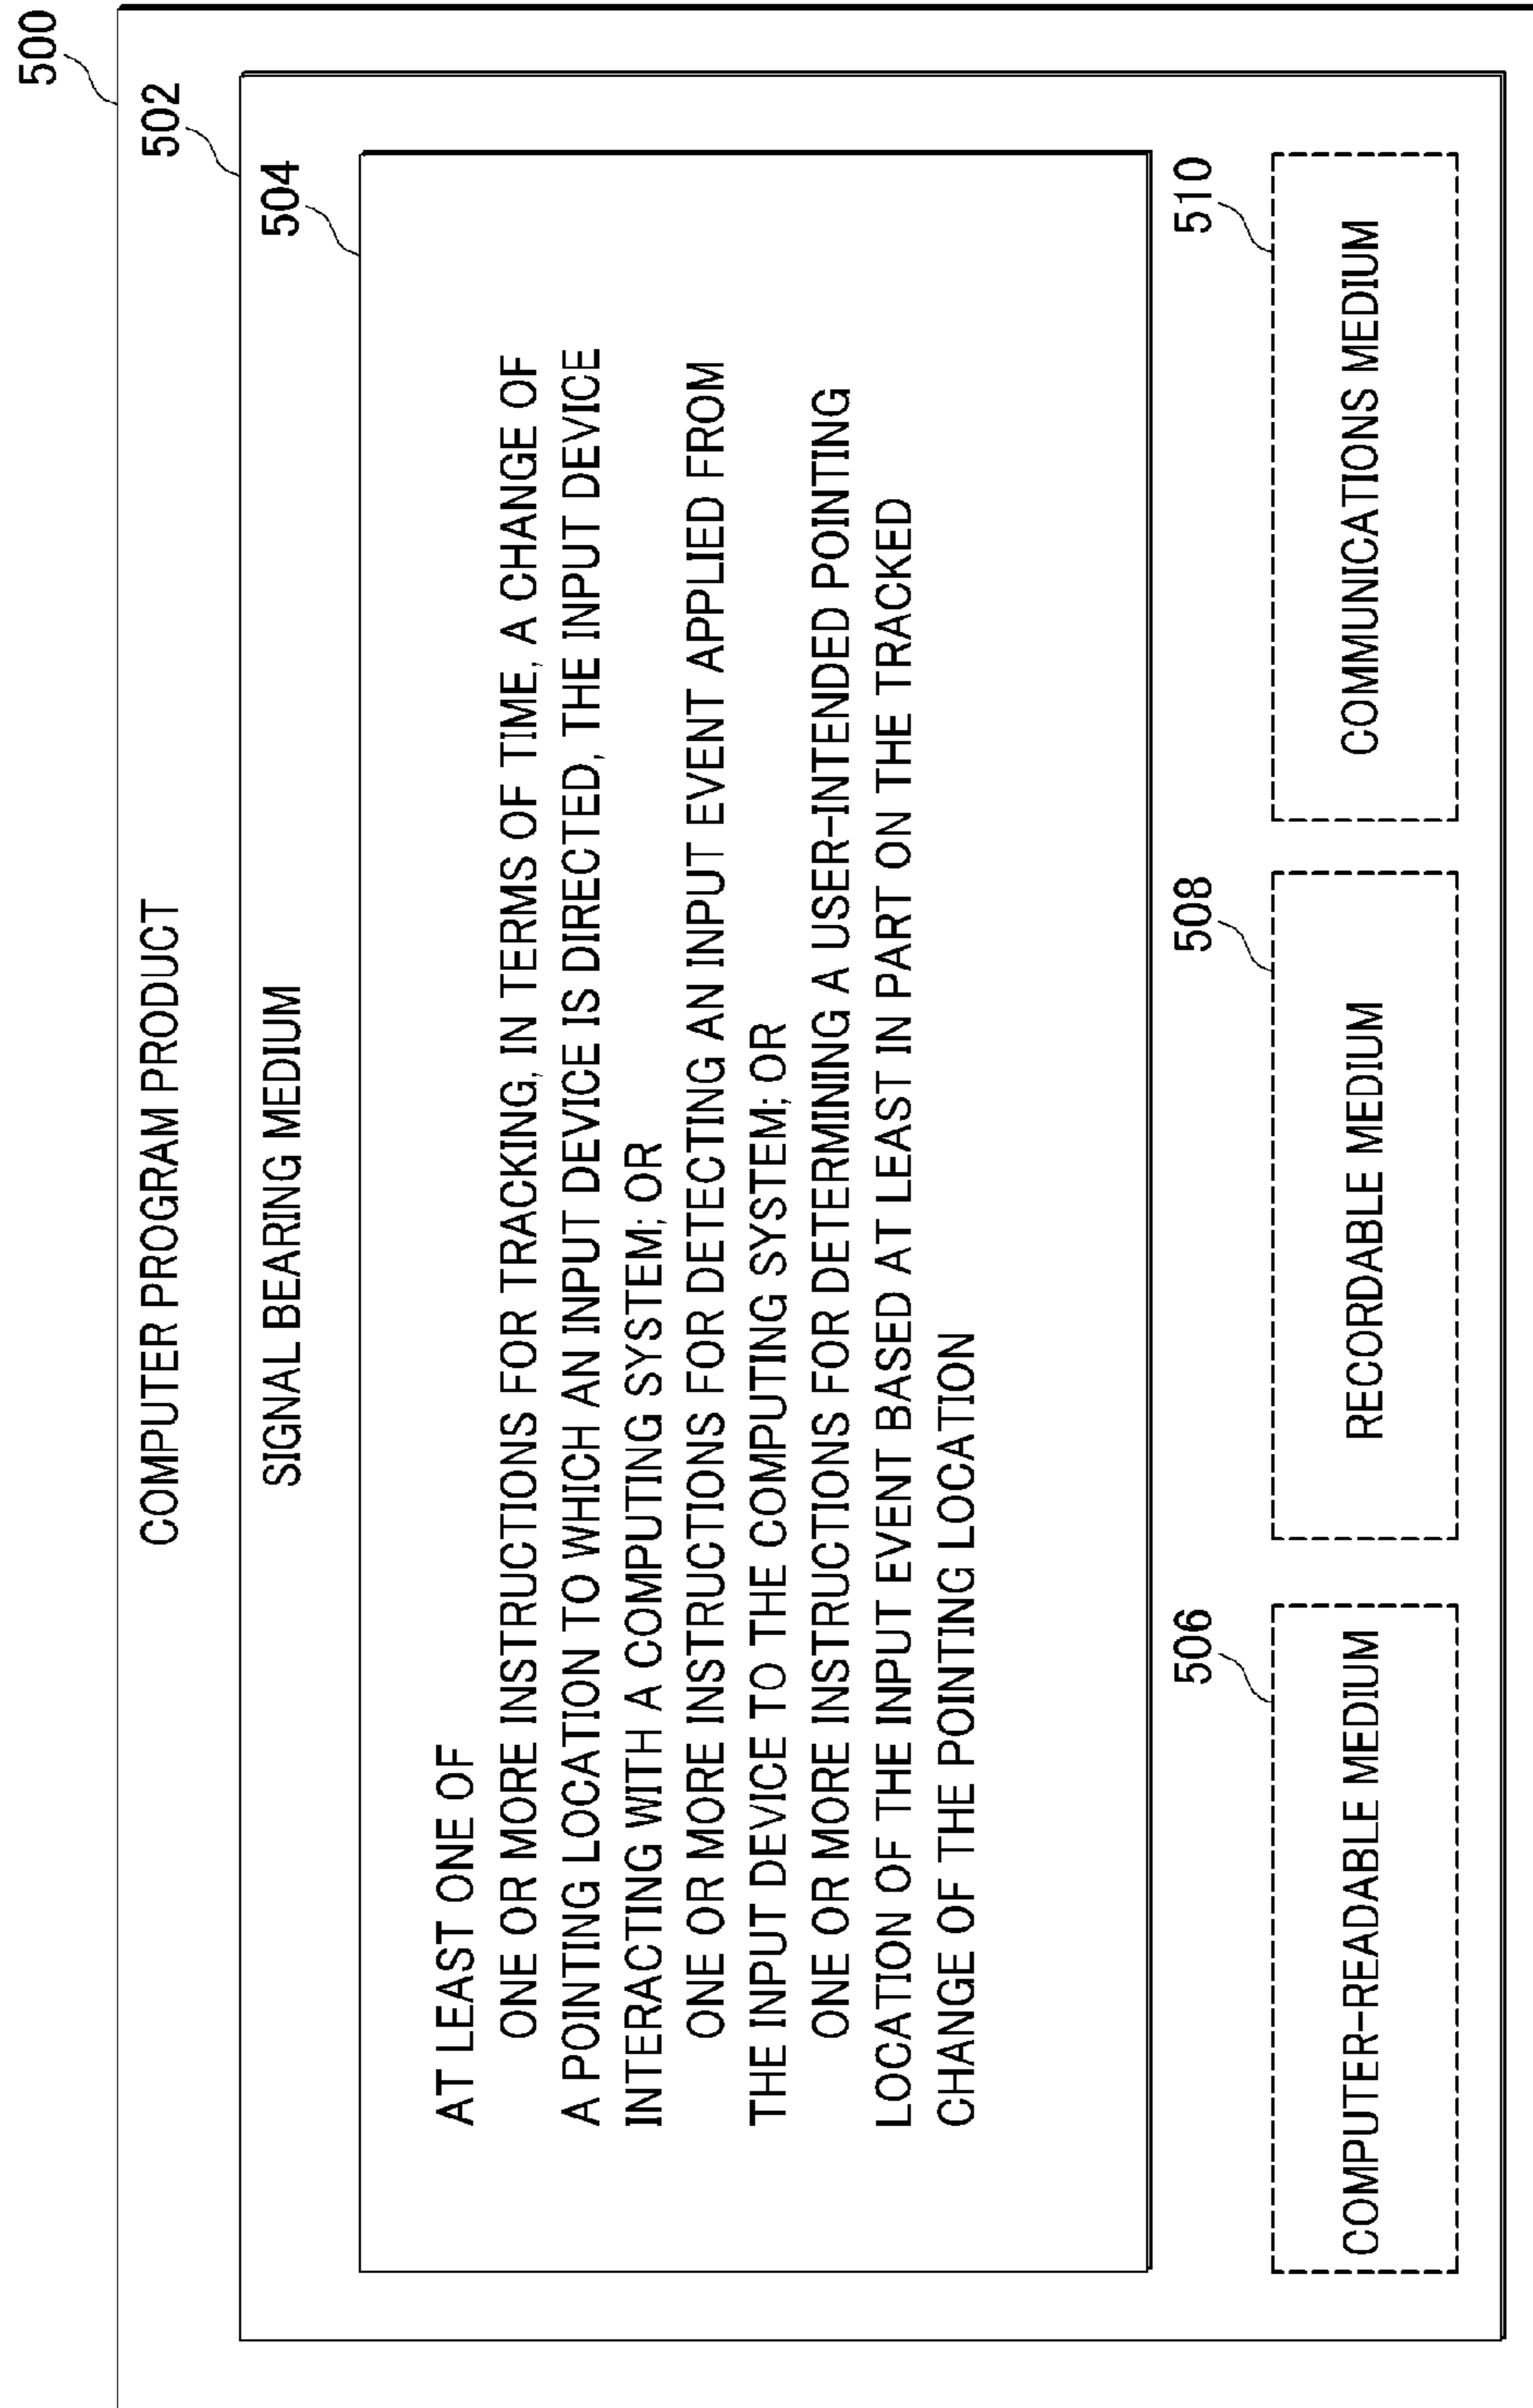 500
COMPUTER PROGRAM PRODUCT
502
SIGNAL BEARING MEDIUM
504
AT LEAST ONE OF
ONE OR MORE INSTRUCTIONS FOR TRACKING, IN TERMS OF TIME, A CHANGE OF
A POINTING LOCATION TO WHICH AN INPUT DEVICE IS DIRECTED, THE INPUT DEVICE
INTERACTING WITH A COMPUTING SYSTEM; OR
ONE OR MORE INSTRUCTIONS FOR DETECTING AN INPUT EVENT APPLIED FROM
THE INPUT DEVICE TO THE COMPUTING SYSTEM; OR
ONE OR MORE INSTRUCTIONS FOR DETERMINING A USER-INTENDED POINTING
LOCATION OF THE INPUT EVENT BASED AT LEAST IN PART ON THE TRACKED
CHANGE OF THE POINTING LOCATION
506
COMPUTER-READABLE MEDIUM
508
RECORDABLE MEDIUM
510
COMMUNICATIONS MEDIUM